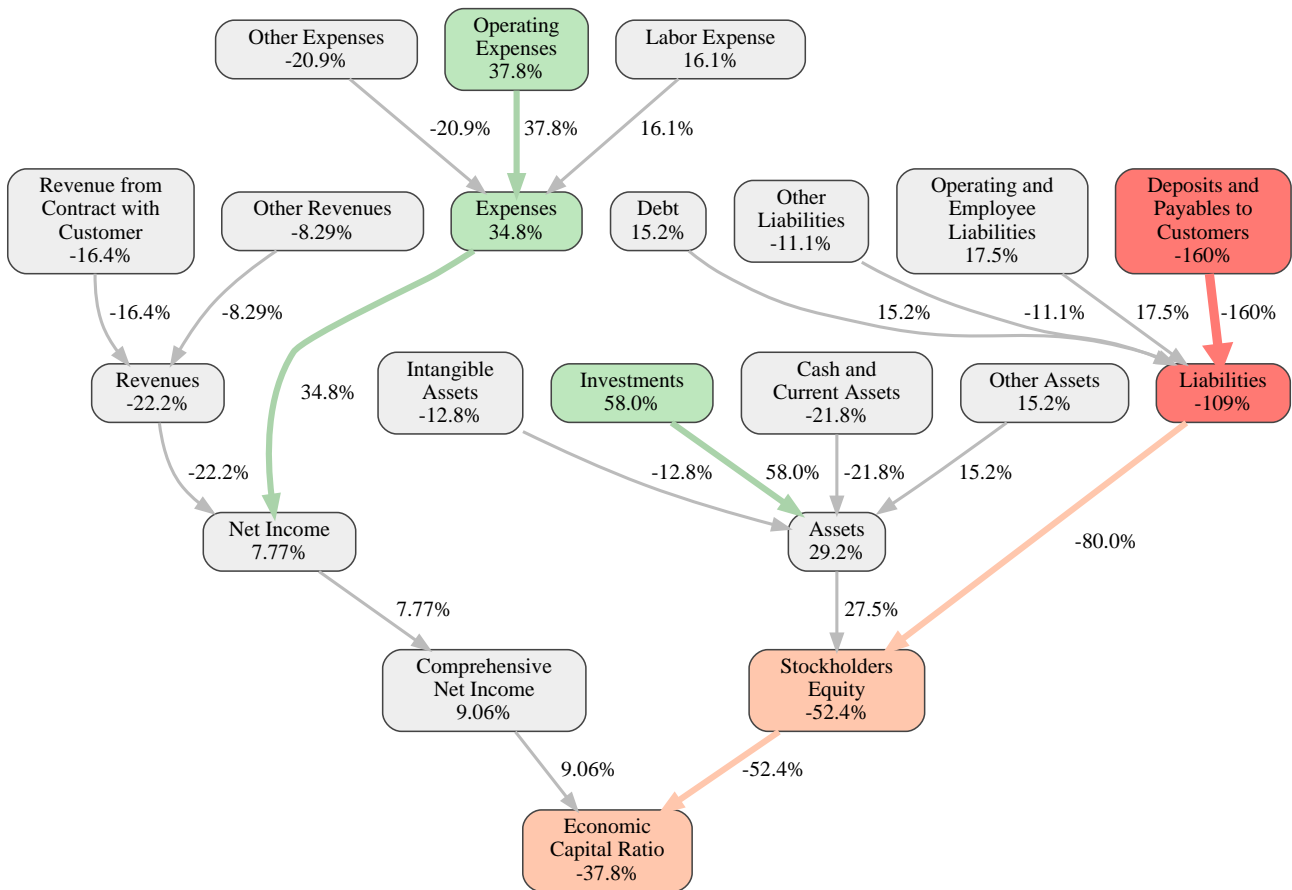 Other Expenses
-20.9%
Operating
Expenses
37.8%
Labor Expense
16.1%
-20.9%
37.8%
16.1%
Revenue from
Contract with
Customer
-16.4%
Other Revenues
-8.29%
Expenses
34.8%
Debt
15.2%
Other
Liabilities
-11.1%
Operating and
Employee
Liabilities
17.5%
Deposits and
Payables to
Customers
-160%
-16.4%
-8.29%
15.2%
-11.1%
17.5%
-160%
Revenues
-22.2%
34.8%
Intangible
Assets
-12.8%
Investments
58.0%
Cash and
Current Assets
-21.8%
Other Assets
15.2%
Liabilities
-109%
-22.2%
-12.8%
58.0%
-21.8%
15.2%
Net Income
7.77%
Assets
29.2%
-80.0%
7.77%
27.5%
Comprehensive
Net Income
9.06%
Stockholders
Equity
-52.4%
9.06%
-52.4%
Economic
Capital Ratio
-37.8%